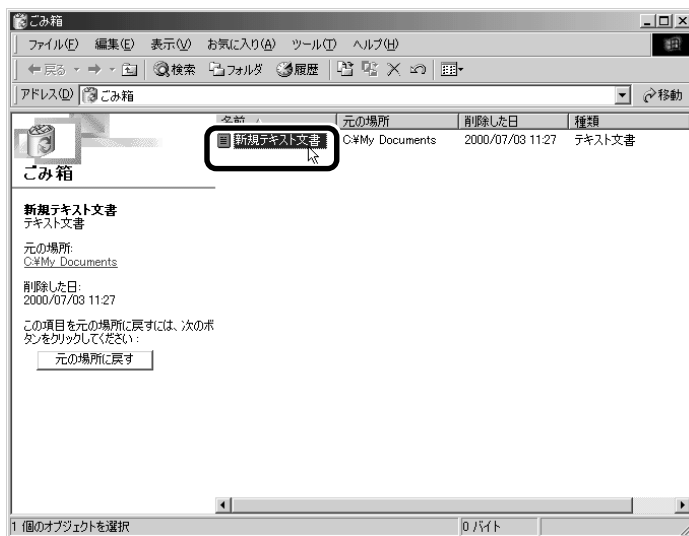 ごみ箱
ファイル(F) 編集(E) 表示(V) お気に入り(A) ツール(T) ヘルプ(H)
戻る 検索 フォルダ 履歴
アドレス(D) ごみ箱 移動
名前 元の場所 削除した日 種類
新規テキスト文書 C:¥My Documents 2000/07/03 11:27 テキスト文書
ごみ箱
新規テキスト文書
テキスト文書
元の場所:
C:¥My Documents
削除した日:
2000/07/03 11:27
この項目を元の場所に戻すには、次のボ
タンをクリックしてください:
元の場所に戻す
1 個のオブジェクトを選択 0 バイト